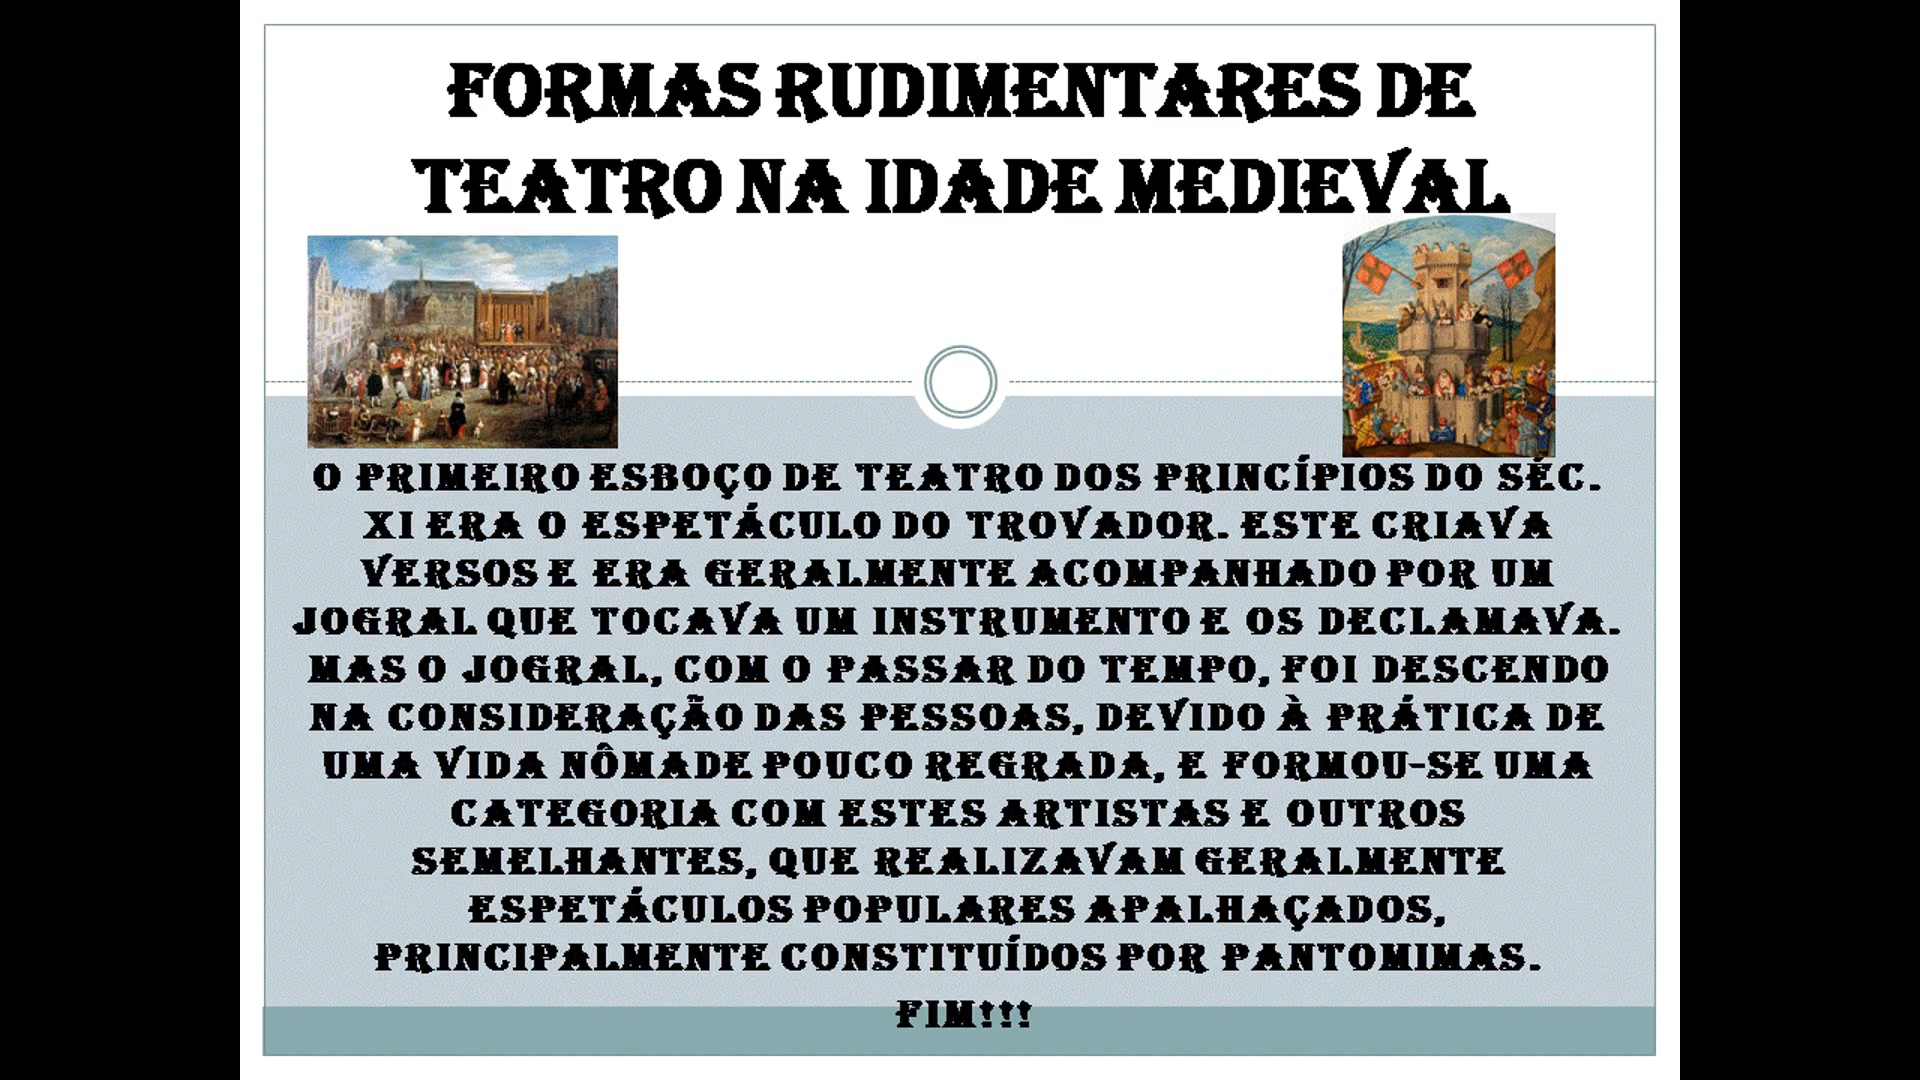 FORMAS RUDIMENTARES DE
TEATRO NA IDADE MEDIEVAL
O PRIMEIRO ESBOÇO DE TEATRO DOS PRINCÍPIOS DO SÉC.
XI ERA O ESPETÁCULO DO TROVADOR. ESTE CRIAVA
VERSOS E ERA GERALMENTE ACOMPANHADO POR UM
JOGRAL QUE TOCAVA UM INSTRUMENTO E OS DECLAMAVA.
MAS O JOGRAL, COM O PASSAR DO TEMPO, FOI DESCENDO
NA CONSIDERAÇÃO DAS PESSOAS, DEVIDO À PRÁTICA DE
UMA VIDA NÔMADE POUCO REGRADA, E FORMOU-SE UMA
CATEGORIA COM ESTES ARTISTAS E OUTROS
SEMELHANTES, QUE REALIZAVAM GERALMENTE
ESPETÁCULOS POPULARES APALHAÇADOS,
PRINCIPALMENTE CONSTITUÍDOS POR PANTOMIMAS.
FIM!!!